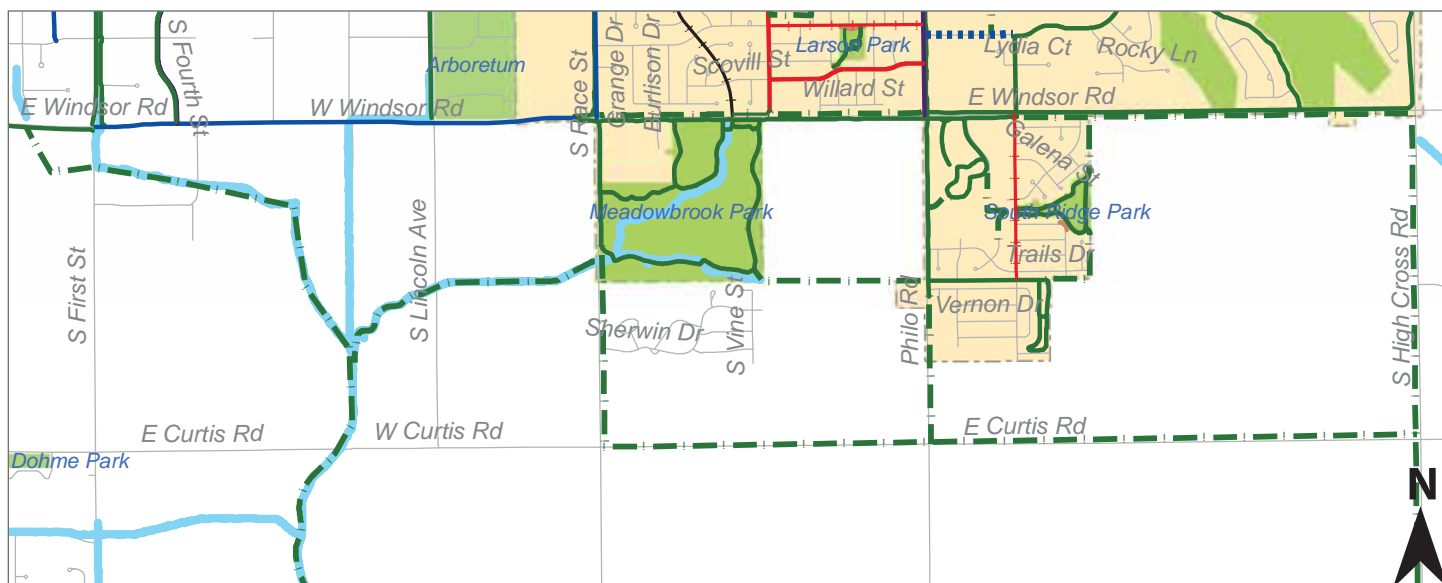 S Fourth St
Arboretum
S Race St
Grange Dr
Burlison Dr
Scovill St
Larson Park
Willard St
Lydia Ct
Rocky Ln
E Windsor Rd
W Windsor Rd
E Windsor Rd
Galena St
Meadowbrook Park
South Ridge Park
Trails Dr
S First St
S Lincoln Ave
Sherwin Dr
S Vine St
Philo Rd
Vernon Dr
S High Cross Rd
E Curtis Rd
W Curtis Rd
E Curtis Rd
Dohme Park
N